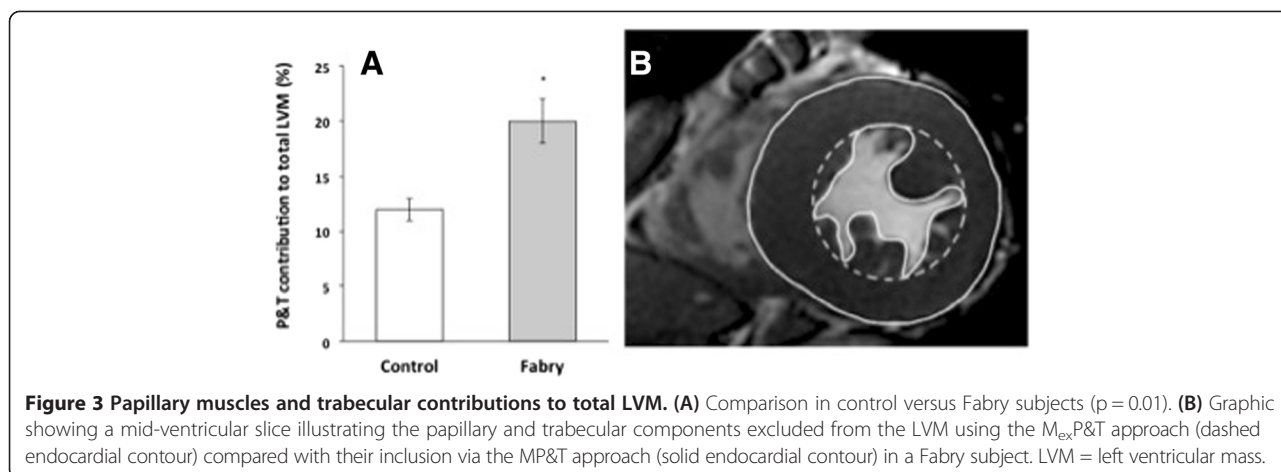 A
B
P&T contribution to total LVM (%)
25
20
15
10
5
0
*
Control
Fabry
Figure 3 Papillary muscles and trabecular contributions to total LVM. (A) Comparison in control versus Fabry subjects (p = 0.01). (B) Graphic
showing a mid-ventricular slice illustrating the papillary and trabecular components excluded from the LVM using the MexP&T approach (dashed
endocardial contour) compared with their inclusion via the MP&T approach (solid endocardial contour) in a Fabry subject. LVM = left ventricular mass.